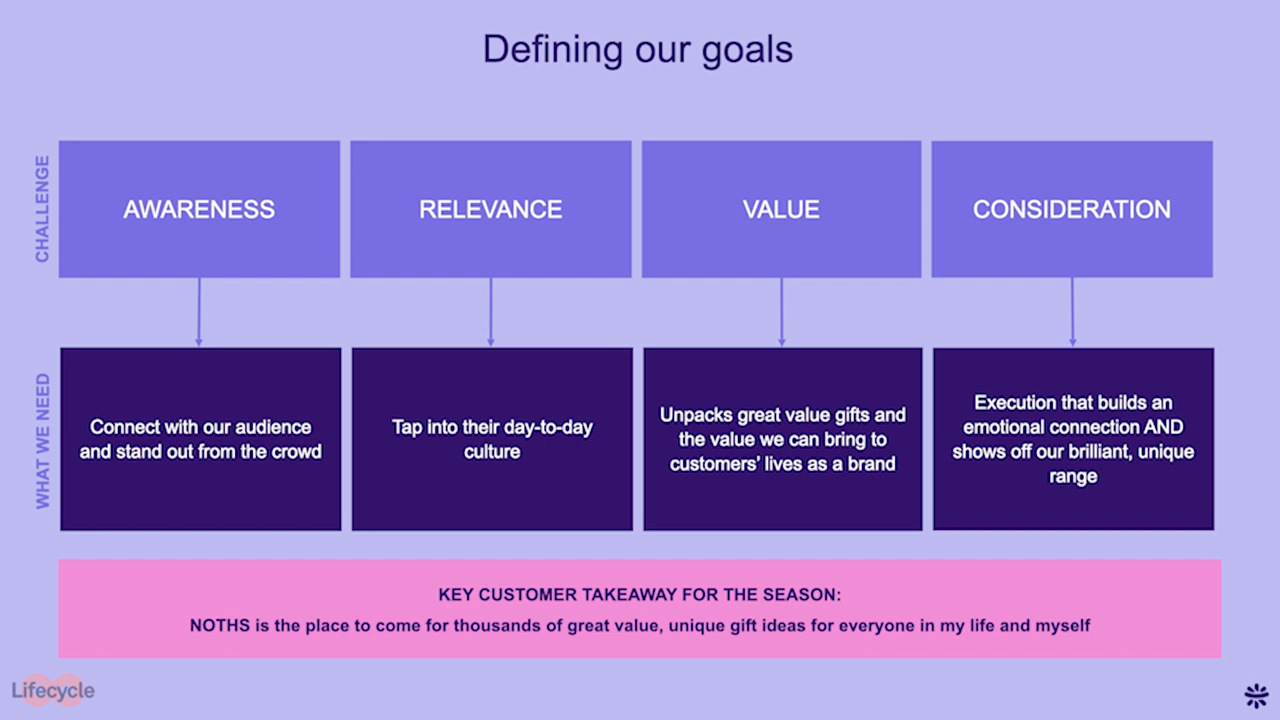 Defining our goals
CHALLENGE
AWARENESS
RELEVANCE
VALUE
CONSIDERATION
WHAT WE NEED
Connect with our audience
and stand out from the crowd
Tap into their day-to-day
culture
Unpacks great value gifts and
the value we can bring to
customers’ lives as a brand
Execution that builds an
emotional connection AND
shows off our brilliant, unique
range
KEY CUSTOMER TAKEAWAY FOR THE SEASON:
NOTHS is the place to come for thousands of great value, unique gift ideas for everyone in my life and myself
Lifecycle